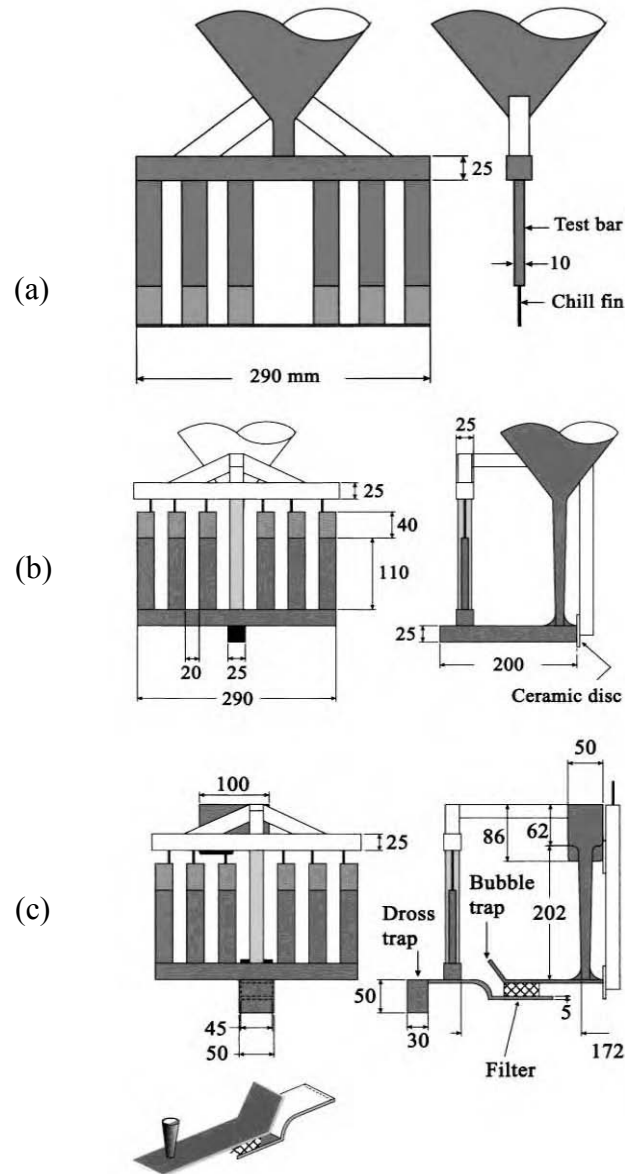 25
Test bar
10
(a)
Chill fin
290 mm
25
25
40
(b)
110
25
20
25
200
290
Ceramic disc
50
100
86
62
25
Bubble
trap
(c)
202
Dross
trap
50
45
5
30
50
172
Filter